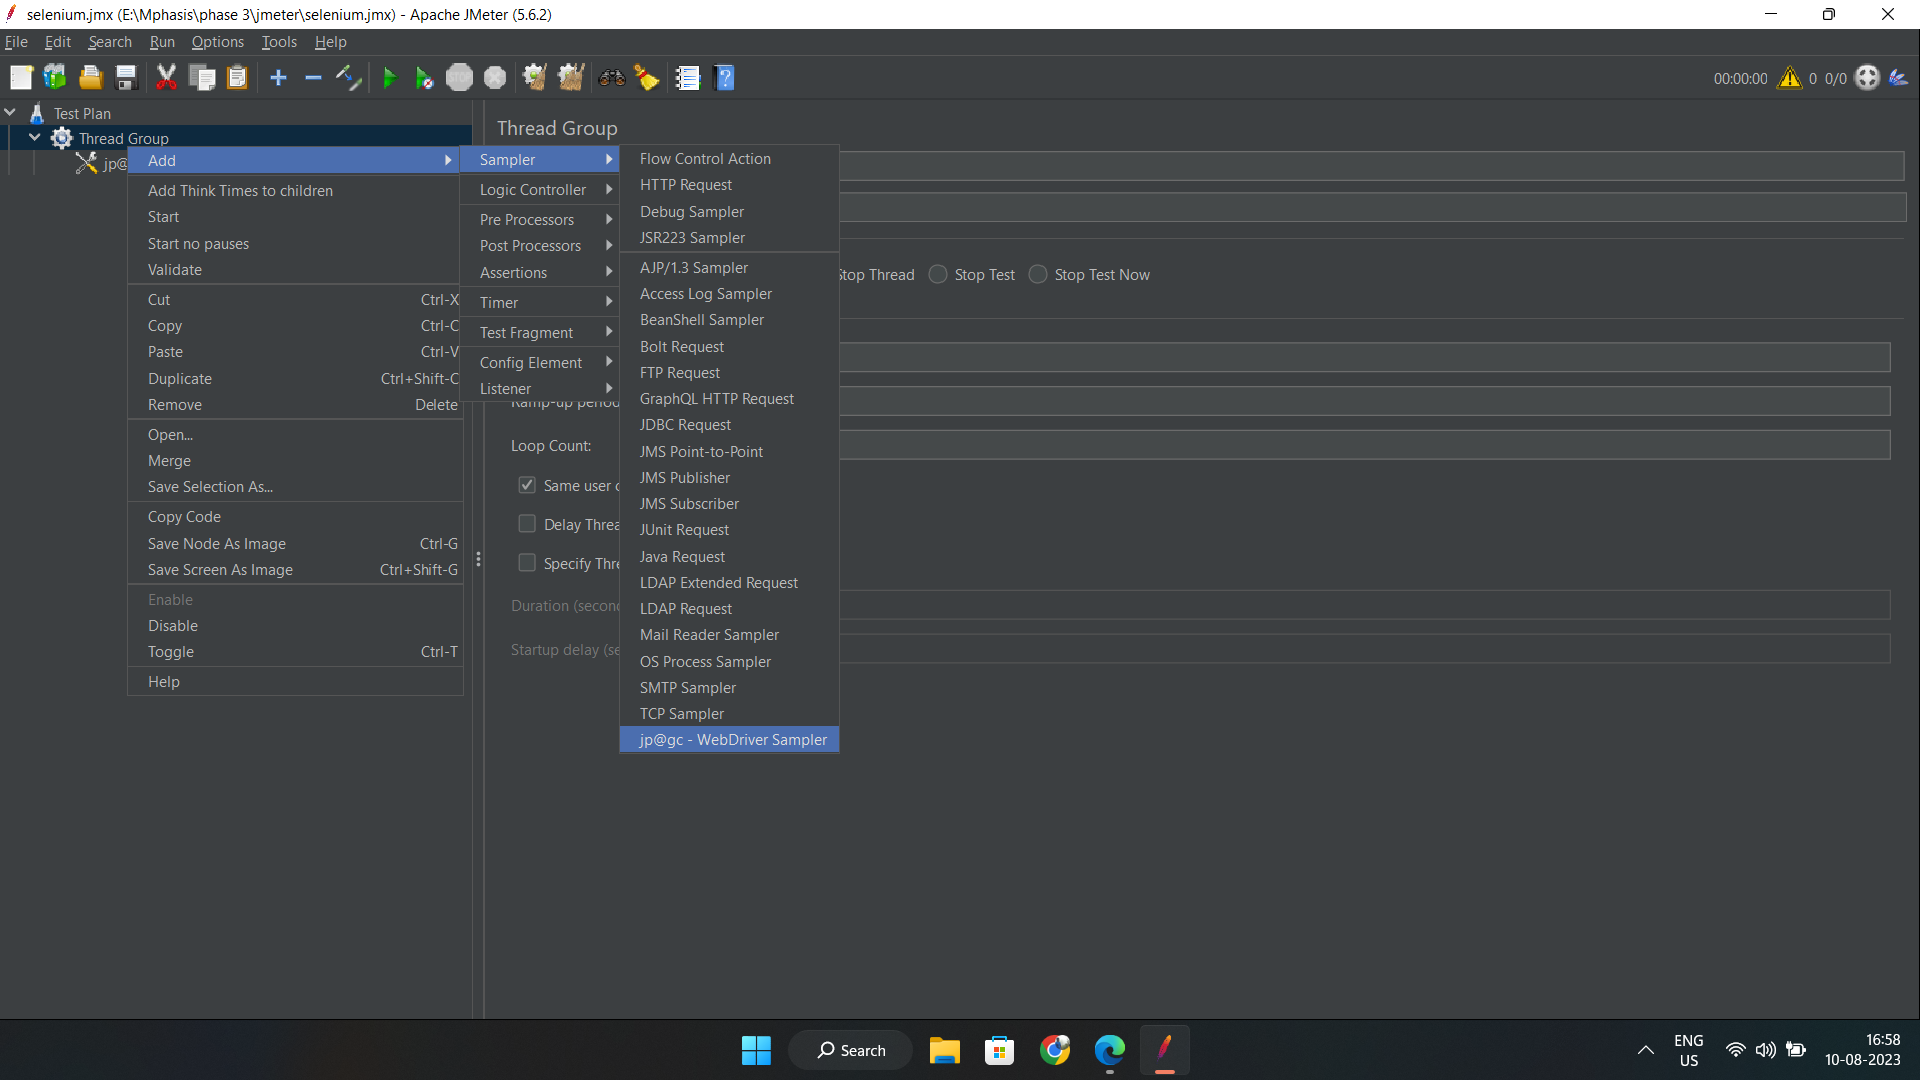 selenium.jmx (E:\Mphasis\phase 3\jmeter\selenium.jmx) - Apache JMeter (5.6.2)
File Edit Search Run Options Tools Help
00:00:00 0 0/0
Test Plan
Thread Group
jp@
Add
Add Think Times to children
Start
Start no pauses
Validate
Cut Ctrl-X
Copy Ctrl-C
Paste Ctrl-V
Duplicate Ctrl+Shift-C
Remove Delete
Open...
Merge
Save Selection As...
Copy Code
Save Node As Image Ctrl-G
Save Screen As Image Ctrl+Shift-G
Enable
Disable
Toggle Ctrl-T
Help
Sampler
Logic Controller
Pre Processors
Post Processors
Assertions
Timer
Test Fragment
Config Element
Listener
Flow Control Action
HTTP Request
Debug Sampler
JSR223 Sampler
AJP/1.3 Sampler
Access Log Sampler
BeanShell Sampler
Bolt Request
FTP Request
GraphQL HTTP Request
JDBC Request
JMS Point-to-Point
JMS Publisher
JMS Subscriber
JUnit Request
Java Request
LDAP Extended Request
LDAP Request
Mail Reader Sampler
OS Process Sampler
SMTP Sampler
TCP Sampler
jp@gc - WebDriver Sampler
Thread Group
Stop Thread Stop Test Stop Test Now
Ramp-up period
Loop Count:
Same user
Delay Threa
Specify Thre
Duration (secon
Startup delay (se
Search
ENG
US
16:58
10-08-2023